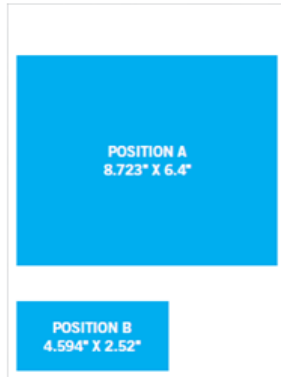 POSITION A
8.723" X 6.4"
POSITION B
4.594" X 2.52"